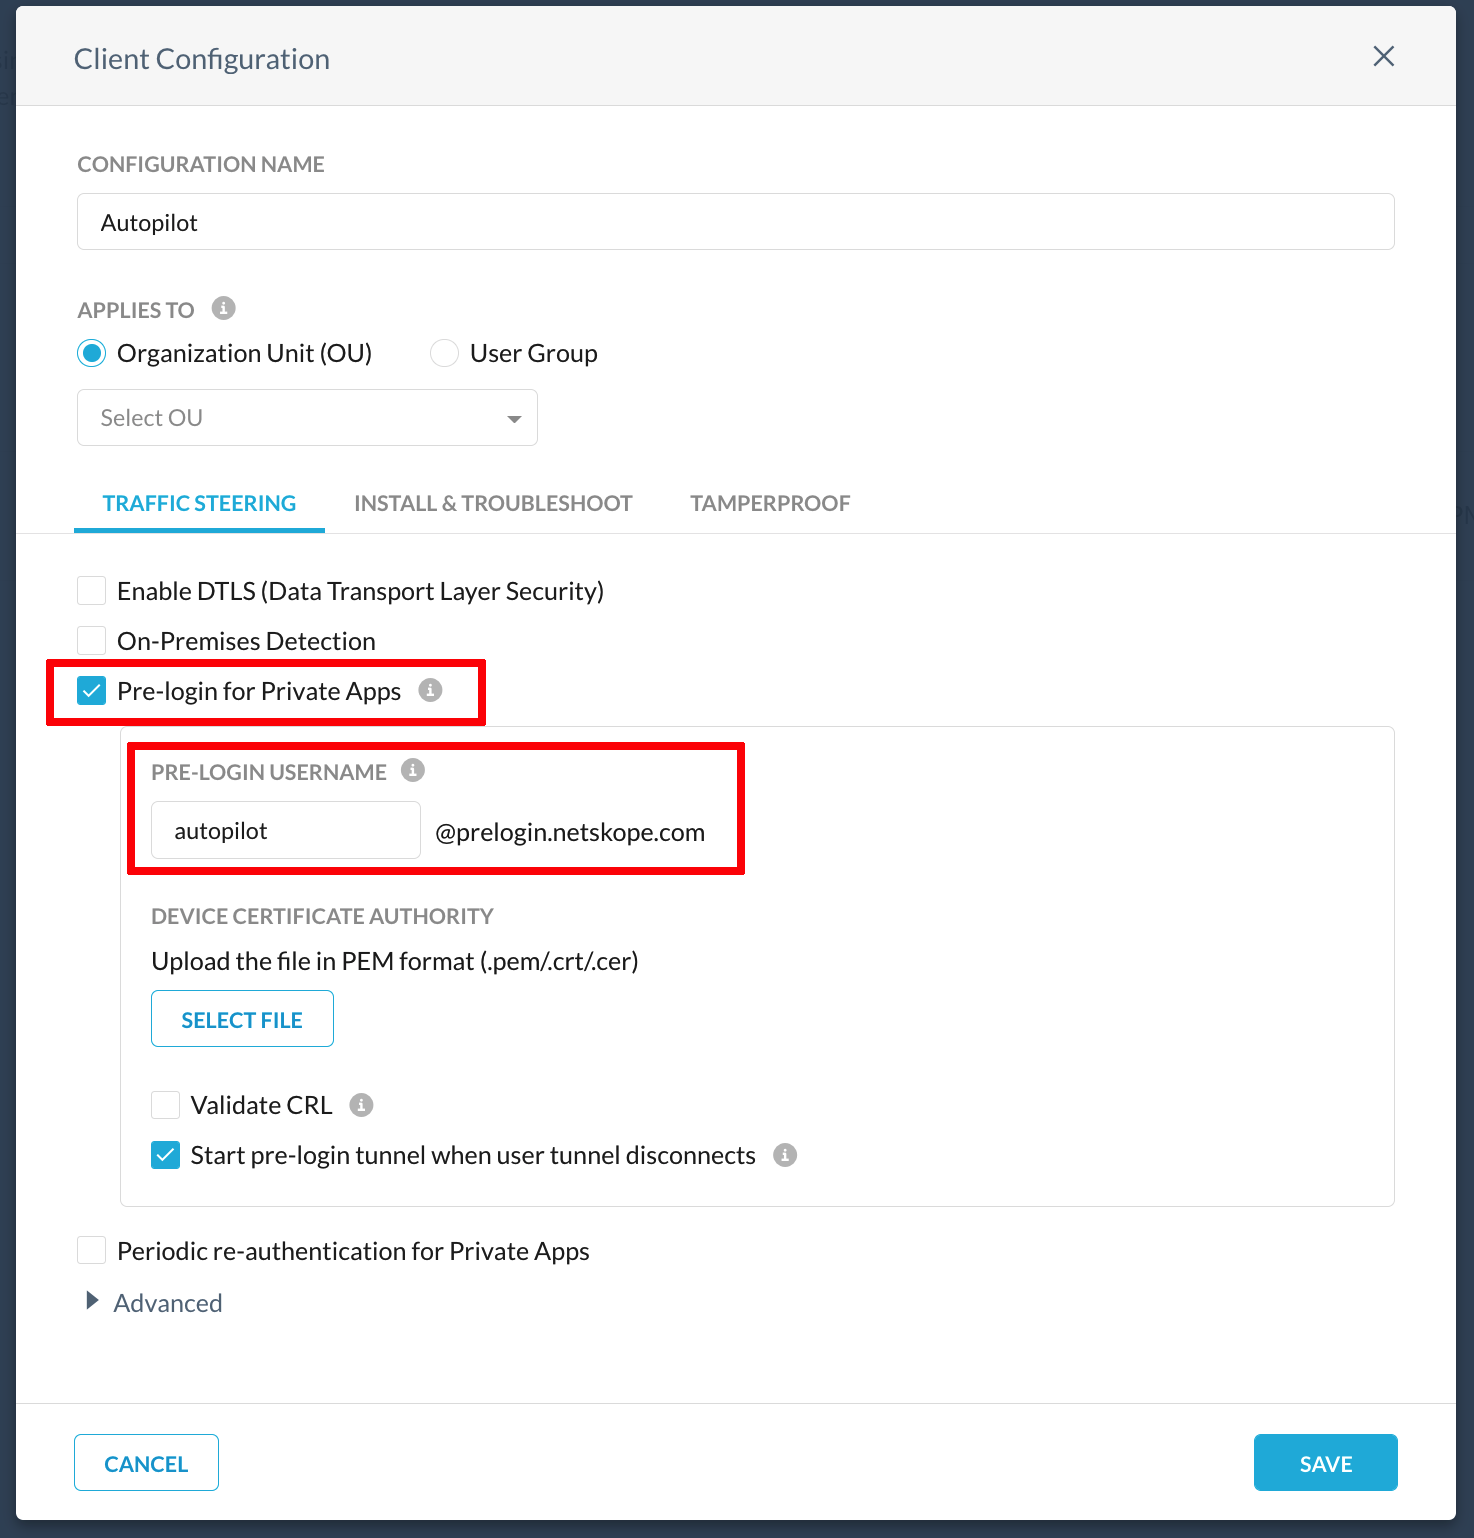 Client Configuration
CONFIGURATION NAME
Autopilot
APPLIES TO
Organization Unit (OU) User Group
Select OU
TRAFFIC STEERING INSTALL & TROUBLESHOOT TAMPERPROOF
Enable DTLS (Data Transport Layer Security)
On-Premises Detection
Pre-login for Private Apps
PRE-LOGIN USERNAME
autopilot @prelogin.netskope.com
DEVICE CERTIFICATE AUTHORITY
Upload the file in PEM format (.pem/.crt/.cer)
SELECT FILE
Validate CRL
Start pre-login tunnel when user tunnel disconnects
Periodic re-authentication for Private Apps
Advanced
CANCEL SAVE